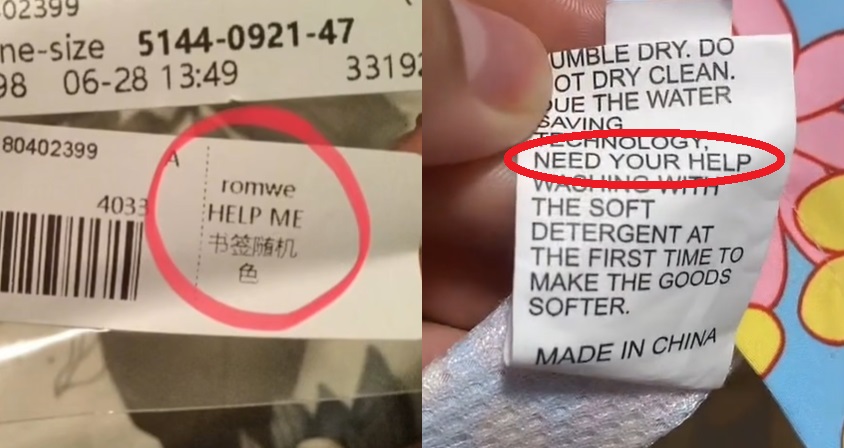 02399
ne-size 5144-0921-47
98 06-28 13:49 33192
80402399
4033
A
romwe
HELP ME
书签随机
色
UMBLE DRY. DO
OT DRY CLEAN.
UE THE WATER
SAVING
TECHNOLOGY,
NEED YOUR HELP
WASHING WITH
THE SOFT
DETERGENT AT
THE FIRST TIME TO
MAKE THE GOODS
SOFTER.
MADE IN CHINA